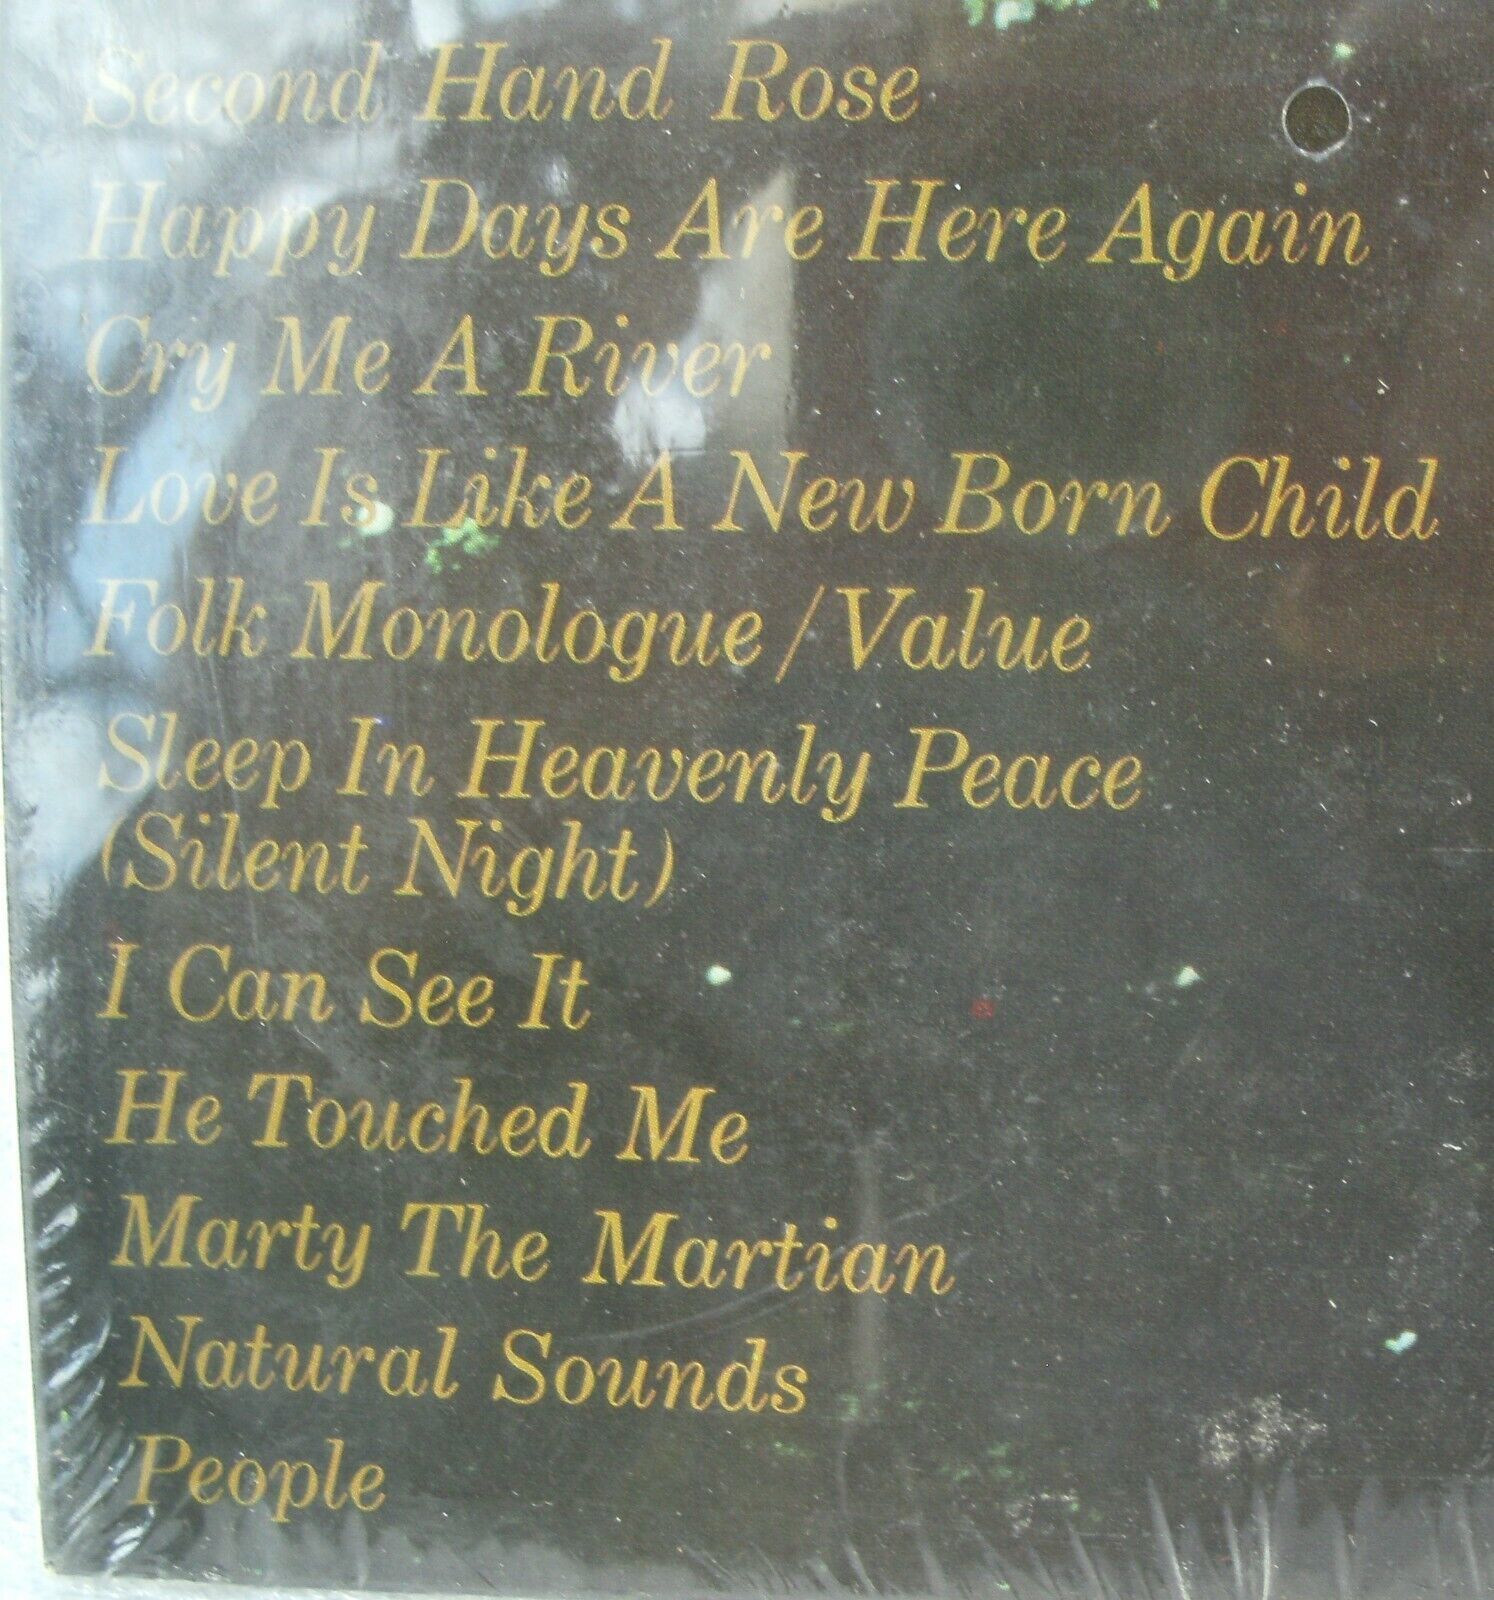 Second Hand Rose
Happy Days Are Here Again
Cry Me A River
Love Is Like A New Born Child
Folk Monologue/Value
Sleep In Heavenly Peace
(Silent Night)
I Can See It
He Touched Me
Marty The Martian
Natural Sounds
People